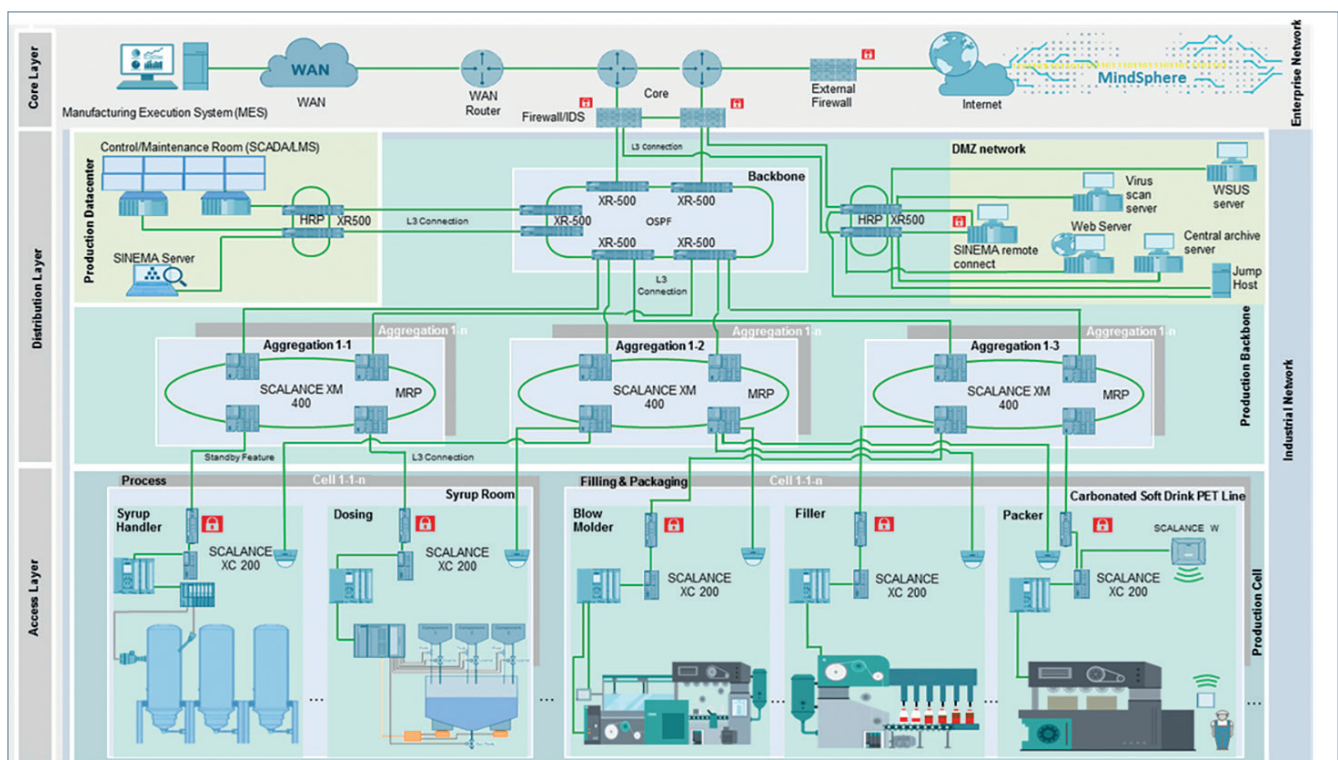 Core Layer
Manufacturing Execution System (MES)
WAN
WAN
WAN
Router
Core
Firewall/IDS
External
Firewall
Internet
MindSphere
Enterprise Network
Distribution Layer
Production Datacenter
Control/Maintenance Room (SCADA/LMS)
HRP
XR500
SINEMA Server
L3 Connection
L3 Connection
Backbone
XR-500
XR-500
XR-500
OSPF
XR-500
XR-500
L3
Connection
DMZ network
HRP
XR500
Virus
scan
server
WSUS
server
SINEMA remote
connect
Web Server
Central archive
server
Jump
Host
Production Backbone
Industrial Network
Aggregation 1-n
Aggregation 1-1
SCALANCE XM
400
MRP
Aggregation 1-n
Aggregation 1-2
SCALANCE XM
400
MRP
Aggregation 1-n
Aggregation 1-3
SCALANCE XM
400
MRP
Standby Feature
L3 Connection
Access Layer
Process
Cell 1-1-n
Syrup Room
Syrup
Handler
SCALANCE
XC 200
...
Dosing
SCALANCE
XC 200
...
Filling & Packaging
Cell 1-1-n
Carbonated Soft Drink PET Line
Blow
Molder
SCALANCE
XC 200
...
Filler
SCALANCE
XC 200
...
Packer
SCALANCE W
SCALANCE
XC 200
...
Production Cell